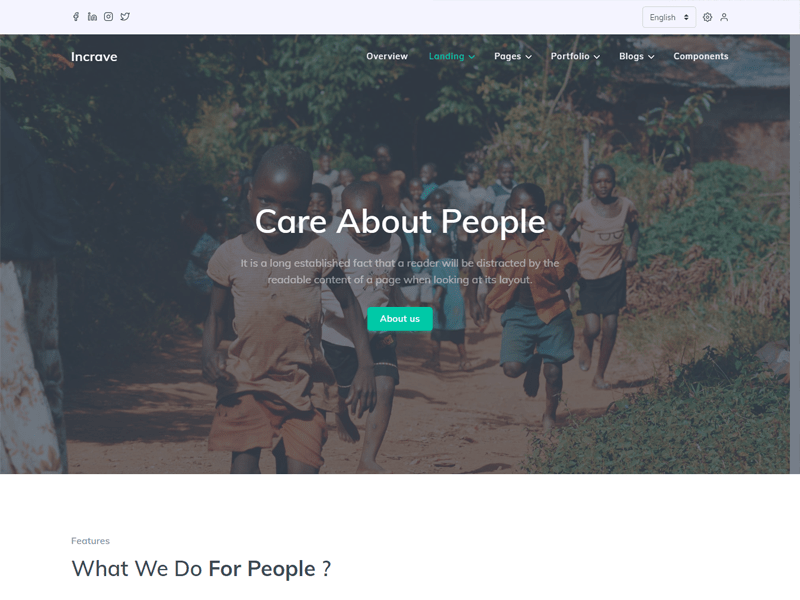 English
Incrave
Overview Landing Pages Portfolio Blogs Components
Care About People
It is a long established fact that a reader will be distracted by the
readable content of a page when looking at its layout.
About us
Features
What We Do For People ?